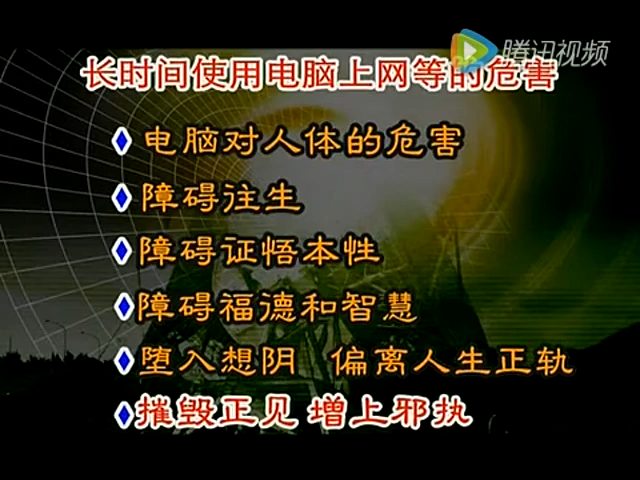 腾讯视频
长时间使用电脑上网等的危害
电脑对人体的危害
障碍往生
障碍证悟本性
障碍福德和智慧
堕入想阴 偏离人生正轨
摧毁正见 增上邪执